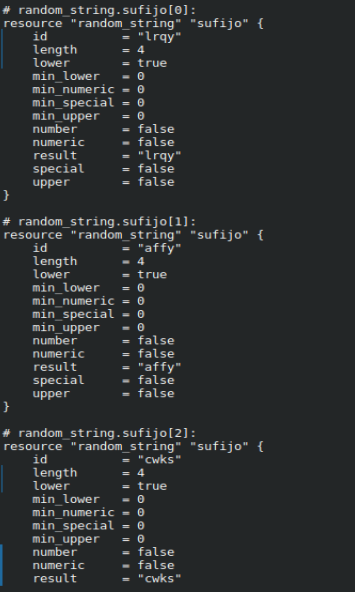 # random_string.sufijo[0]:
resource "random_string" "sufijo" {
    id          = "lrqy"
    length      = 4
    lower       = true
    min_lower   = 0
    min_numeric = 0
    min_special = 0
    min_upper   = 0
    number      = false
    numeric     = false
    result      = "lrqy"
    special     = false
    upper       = false
}

# random_string.sufijo[1]:
resource "random_string" "sufijo" {
    id          = "affy"
    length      = 4
    lower       = true
    min_lower   = 0
    min_numeric = 0
    min_special = 0
    min_upper   = 0
    number      = false
    numeric     = false
    result      = "affy"
    special     = false
    upper       = false
}

# random_string.sufijo[2]:
resource "random_string" "sufijo" {
    id          = "cwks"
    length      = 4
    lower       = true
    min_lower   = 0
    min_numeric = 0
    min_special = 0
    min_upper   = 0
    number      = false
    numeric     = false
    result      = "cwks"